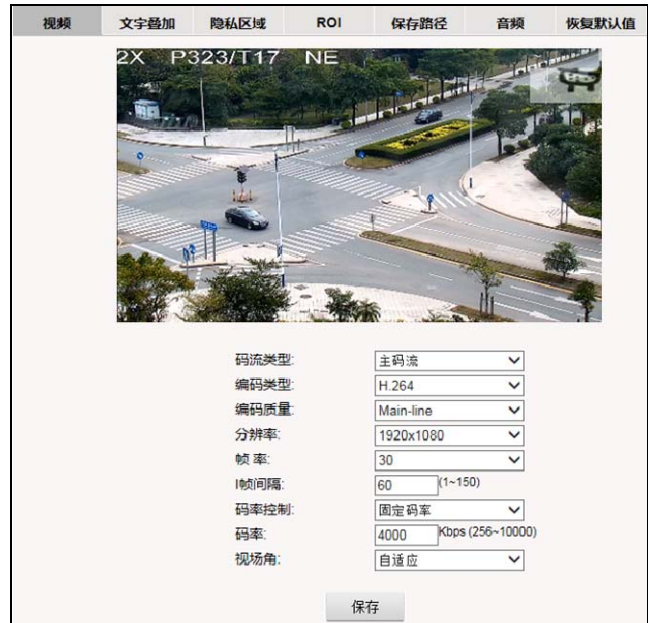 视频 文字叠加 隐私区域 ROI 保存路径 音频 恢复默认值
2X P323/T17 NE
码流类型: 主码流
编码类型: H.264
编码质量: Main-line
分辨率: 1920x1080
帧 率: 30
I帧间隔: 60 (1~150)
码率控制: 固定码率
码率: 4000 Kbps (256~10000)
视场角: 自适应
保存